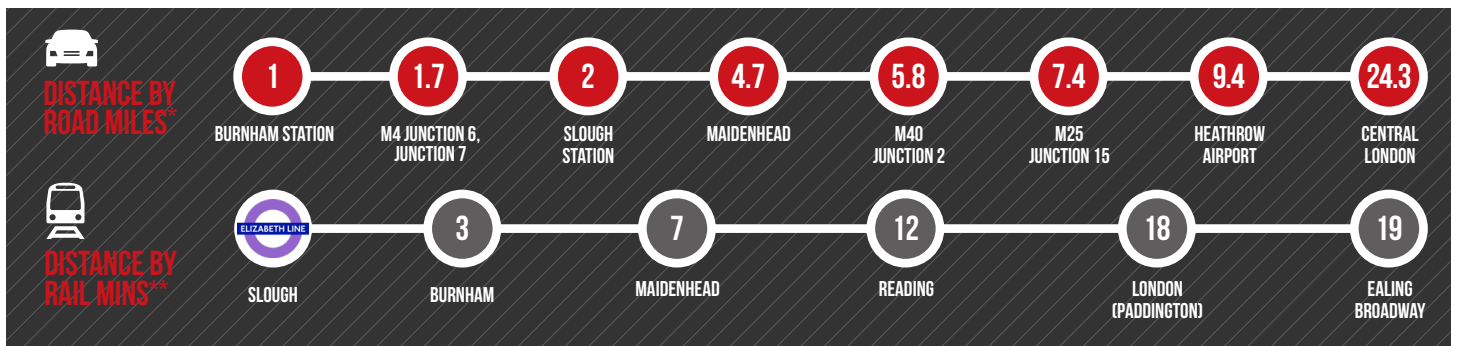 DISTANCE BY
ROAD MILES*
1
1.7
2
4.7
5.8
7.4
9.4
24.3
BURNHAM STATION
M4 JUNCTION 6,
JUNCTION 7
SLOUGH
STATION
MAIDENHEAD
M40
JUNCTION 2
M25
JUNCTION 15
HEATHROW
AIRPORT
CENTRAL
LONDON
DISTANCE BY
RAIL MINS**
ELIZABETH LINE
3
7
12
18
19
SLOUGH
BURNHAM
MAIDENHEAD
READING
LONDON
(PADDINGTON)
EALING
BROADWAY